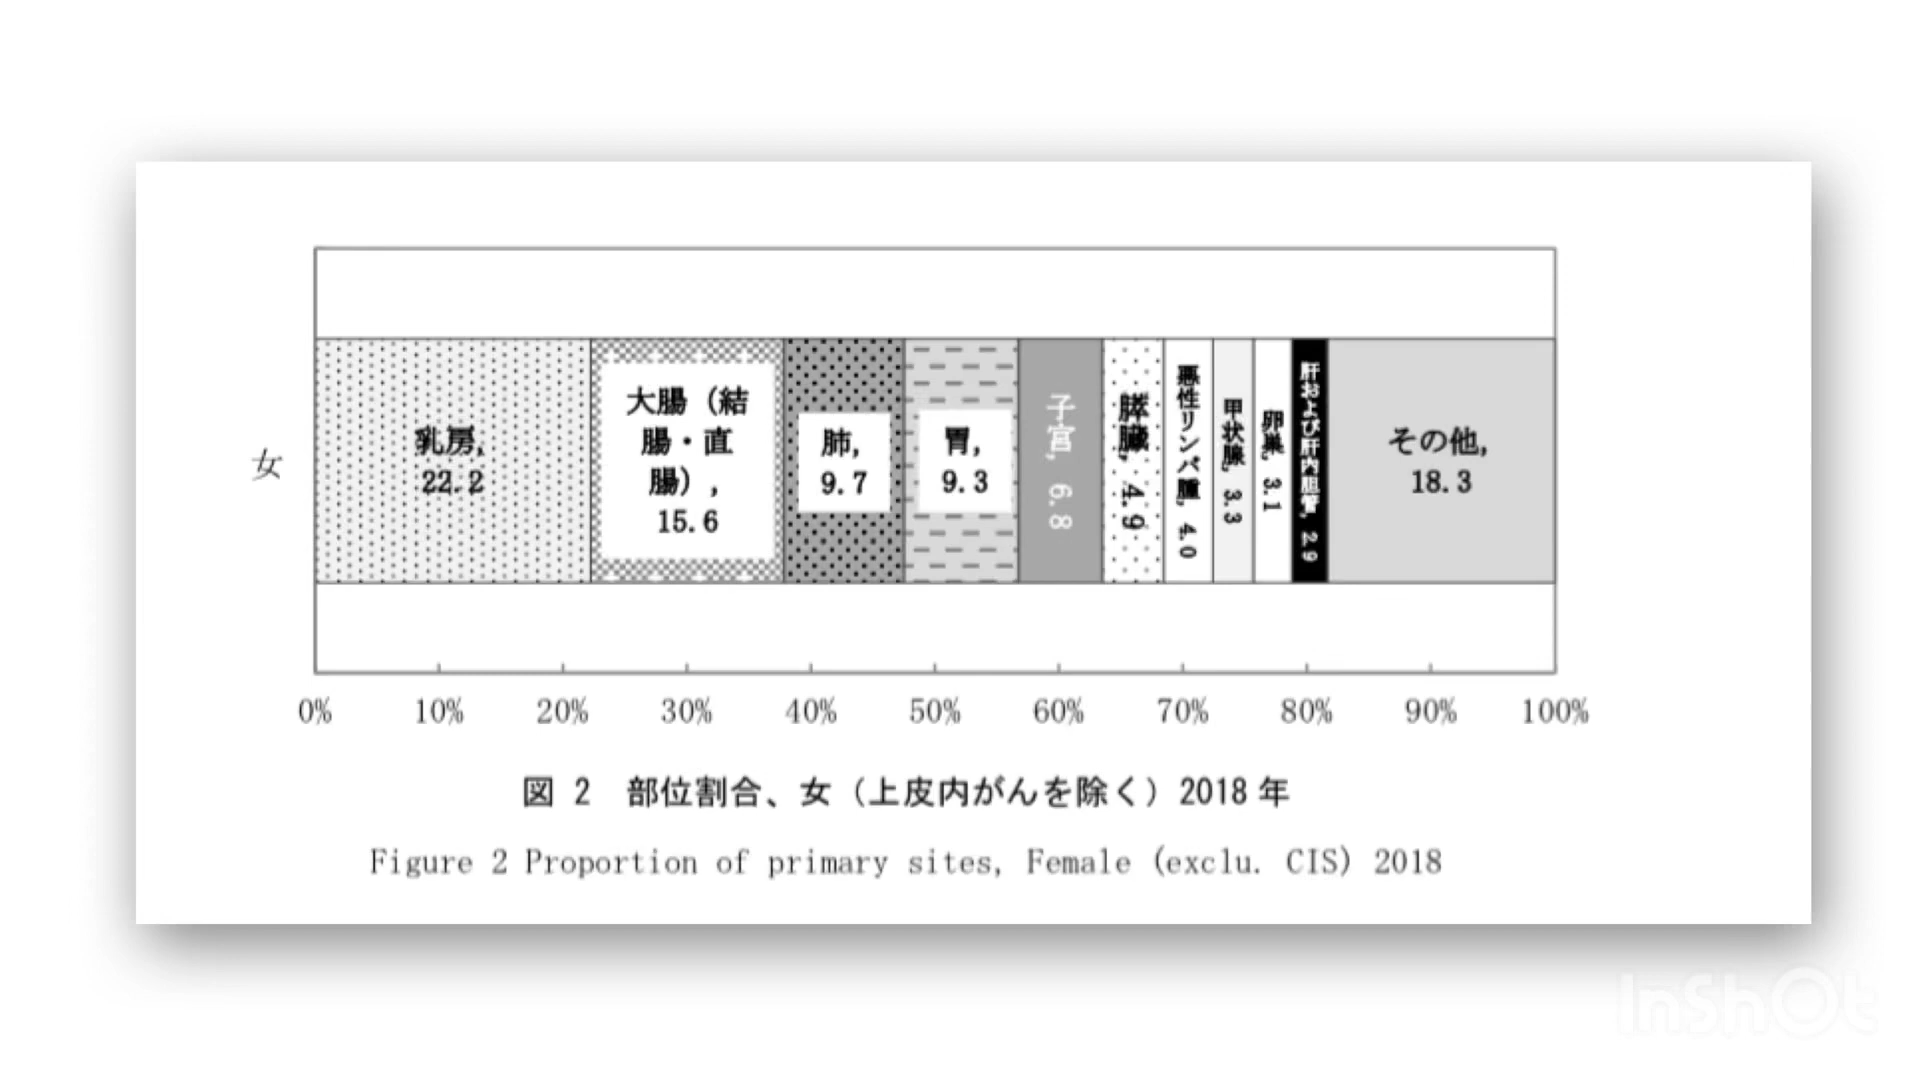 女
乳房,
22.2
大腸（結
腸・直
腸）,
15.6
肺,
9.7
胃,
9.3
子宮, 6.8
膵臓, 4.9
悪性リンパ腫, 4.0
甲状腺, 3.3
卵巣, 3.1
肝および肝内胆管, 2.9
その他,
18.3
0% 10% 20% 30% 40% 50% 60% 70% 80% 90% 100%
図 2　部位割合、女（上皮内がんを除く）2018 年
Figure 2 Proportion of primary sites, Female (exclu. CIS) 2018
InShOt